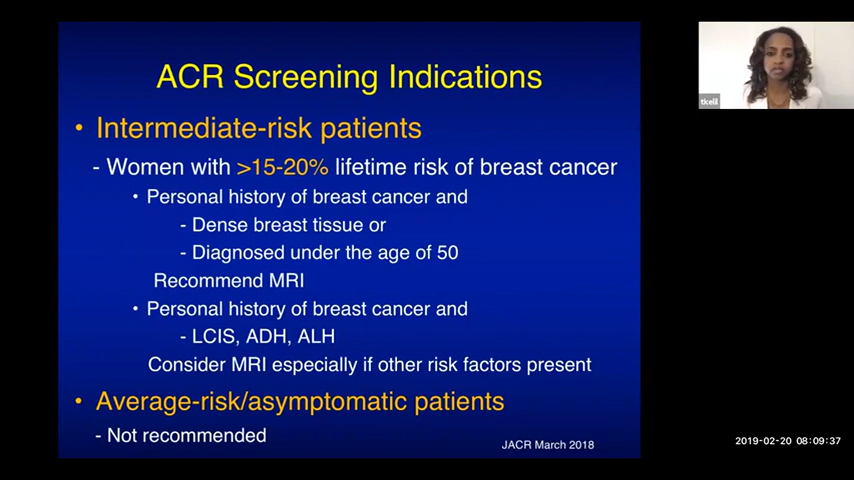 ACR Screening Indications
• Intermediate-risk patients
- Women with >15-20% lifetime risk of breast cancer
• Personal history of breast cancer and
- Dense breast tissue or
- Diagnosed under the age of 50
Recommend MRI
• Personal history of breast cancer and
- LCIS, ADH, ALH
Consider MRI especially if other risk factors present
• Average-risk/asymptomatic patients
- Not recommended
JACR March 2018
tkelil
2019-02-20 08:09:37